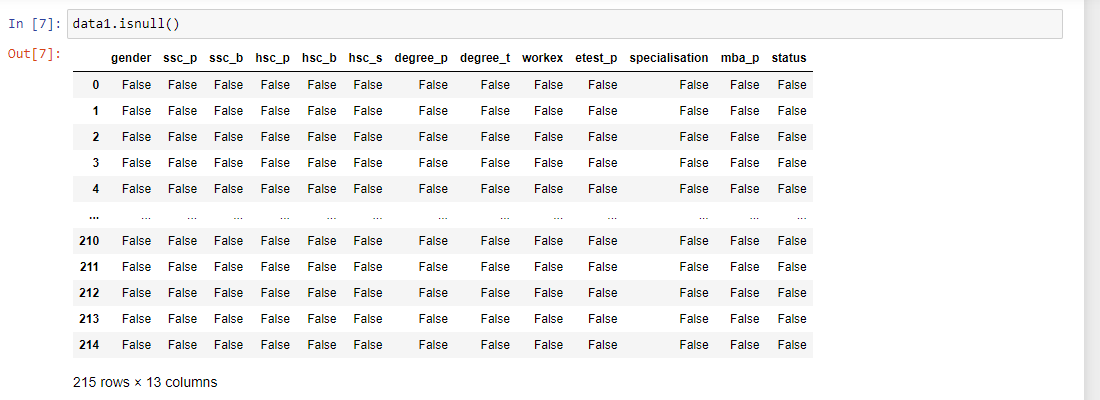 In [7]: data1.isnull()
Out[7]:
gender ssc_p ssc_b hsc_p hsc_b hsc_s degree_p degree_t workex etest_p specialisation mba_p status
0 False False False False False False False False False False False False False
1 False False False False False False False False False False False False False
2 False False False False False False False False False False False False False
3 False False False False False False False False False False False False False
4 False False False False False False False False False False False False False
... ... ... ... ... ... ... ... ... ... ... ... ... ...
210 False False False False False False False False False False False False False
211 False False False False False False False False False False False False False
212 False False False False False False False False False False False False False
213 False False False False False False False False False False False False False
214 False False False False False False False False False False False False False
215 rows × 13 columns